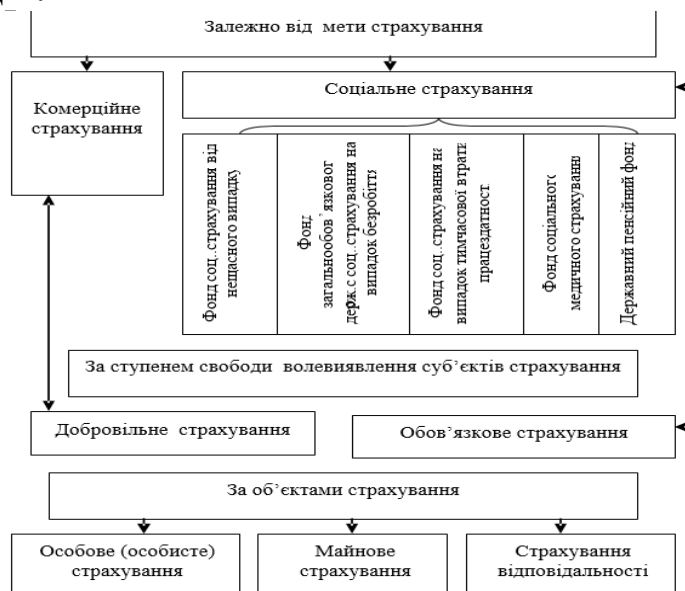 Залежно від мети страхування
Комерційне
страхування
Соціальне страхування
Фонд соц..страхування від
нещасного випадку
Фонд
загальнообов’язковог
держ.с соц..страхування на
випадок безробіття
Фонд соц..страхування на
випадок тимчасової втрати
працездатност
Фонд соціального
медичного страхування
Державний пенсійний фонд
За ступенем свободи волевиявлення суб’єктів страхування
Добровільне страхування
Обов’язкове страхування
За об’єктами страхування
Особове (особисте)
страхування
Майнове
страхування
Страхування
відповідальності